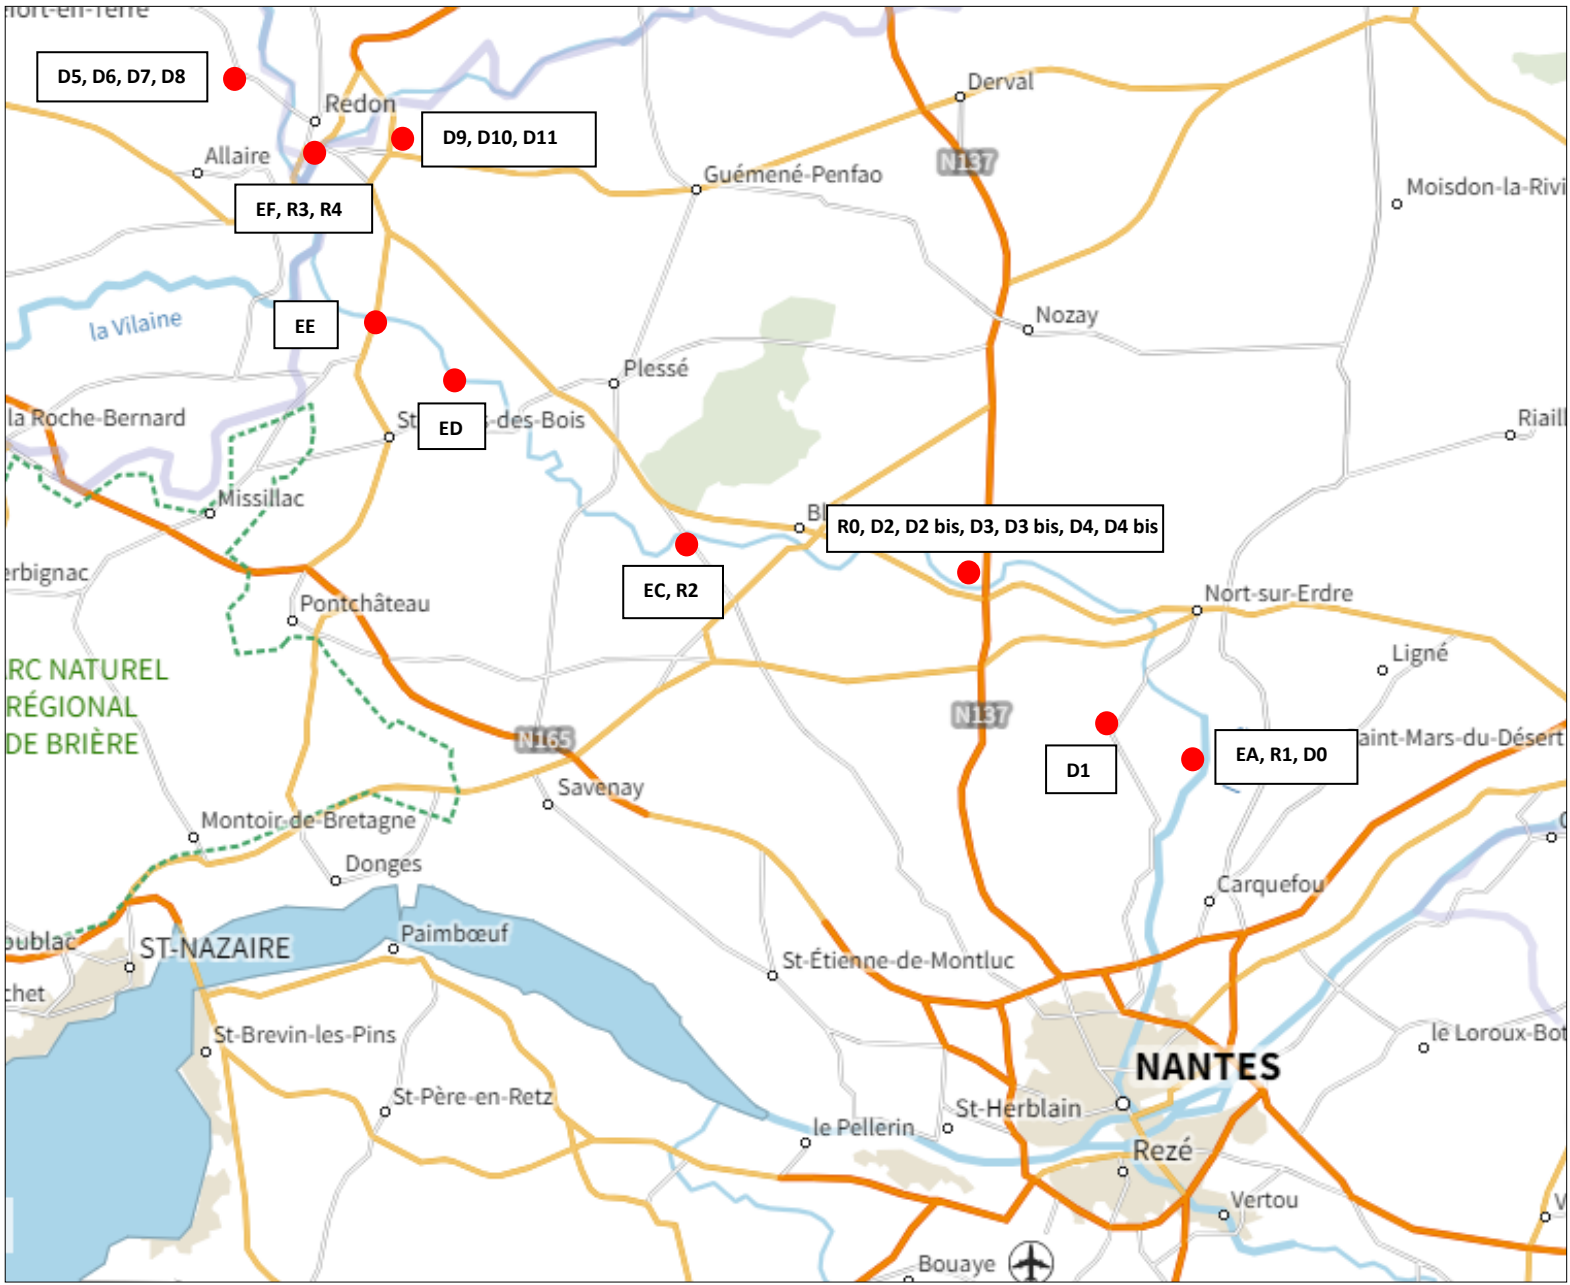 D5, D6, D7, D8
Redon
Derval
D9, D10, D11
Allaire
N137
Guémené-Penfao
Moisdon-la-Rivi
EF, R3, R4
la Vilaine
EE
Nozay
Plessé
la Roche-Bernard
ED
des-Bois
Riaill
Missillac
R0, D2, D2 bis, D3, D3 bis, D4, D4 bis
erbignac
EC, R2
Pontchâteau
Nort-sur-Erdre
Ligné
RC NATUREL
RÉGIONAL
DE BRIÈRE
N137
N165
aint-Mars-du-Désert
EA, R1, D0
D1
Savenay
Montoir-de-Bretagne
Donges
Carquefou
Paimbœuf
oublac
ST-NAZAIRE
St-Étienne-de-Montluc
chet
St-Brevin-les-Pins
le Loroux-Bot
NANTES
St-Père-en-Retz
St-Herblain
le Pellerin
Rezé
Vertou
V
Bouaye